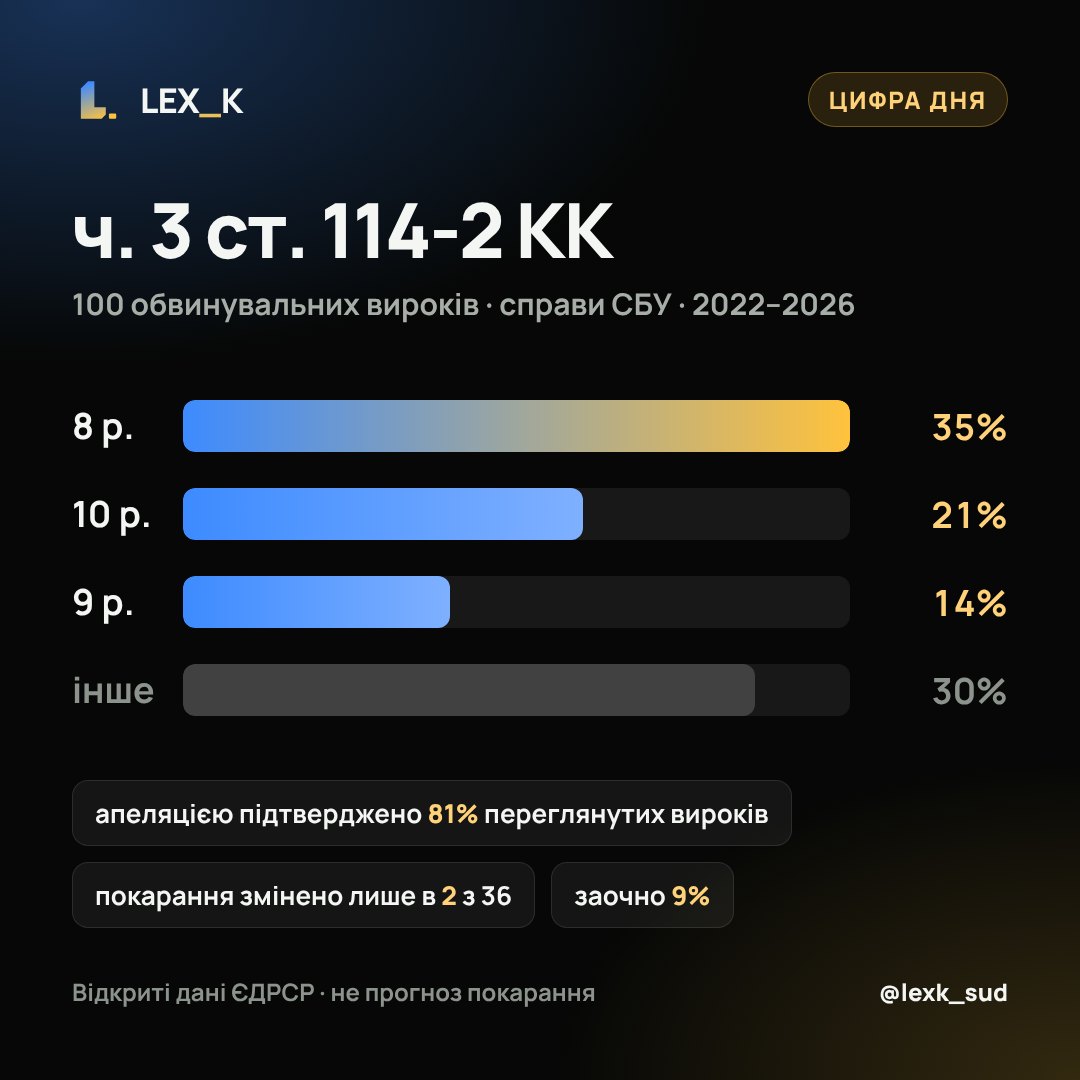 LEX_K
ЦИФРА ДНЯ
ч. 3 ст. 114-2 КК
100 обвинувальних вироків · справи СБУ · 2022–2026
8 р. 35%
10 р. 21%
9 р. 14%
інше 30%
апеляцією підтверджено 81% переглянутих вироків
покарання змінено лише в 2 з 36
заочно 9%
Відкриті дані ЄДРСР · не прогноз покарання
@lexk_sud